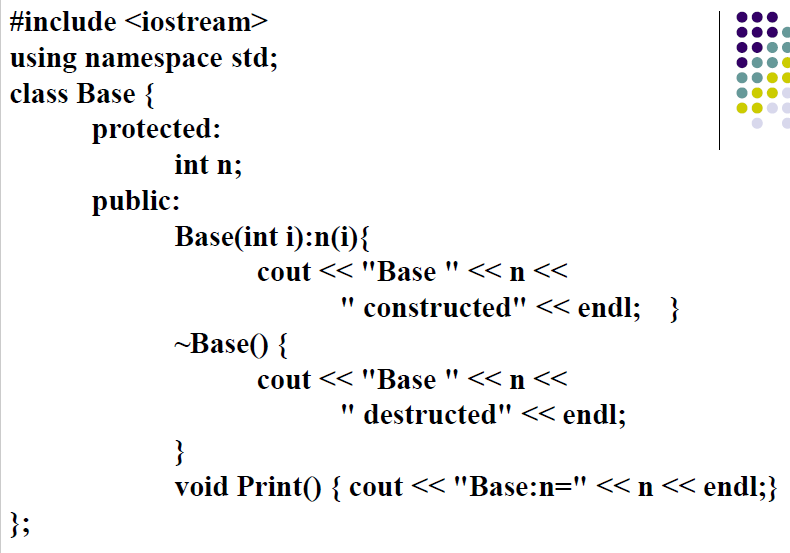 #include <iostream>
using namespace std;
class Base {
protected:
int n;
public:
Base(int i):n(i){
cout << "Base " << n <<
" constructed" << endl; }
~Base() {
cout << "Base " << n <<
" destructed" << endl;
}
void Print() { cout << "Base:n=" << n << endl;}
};